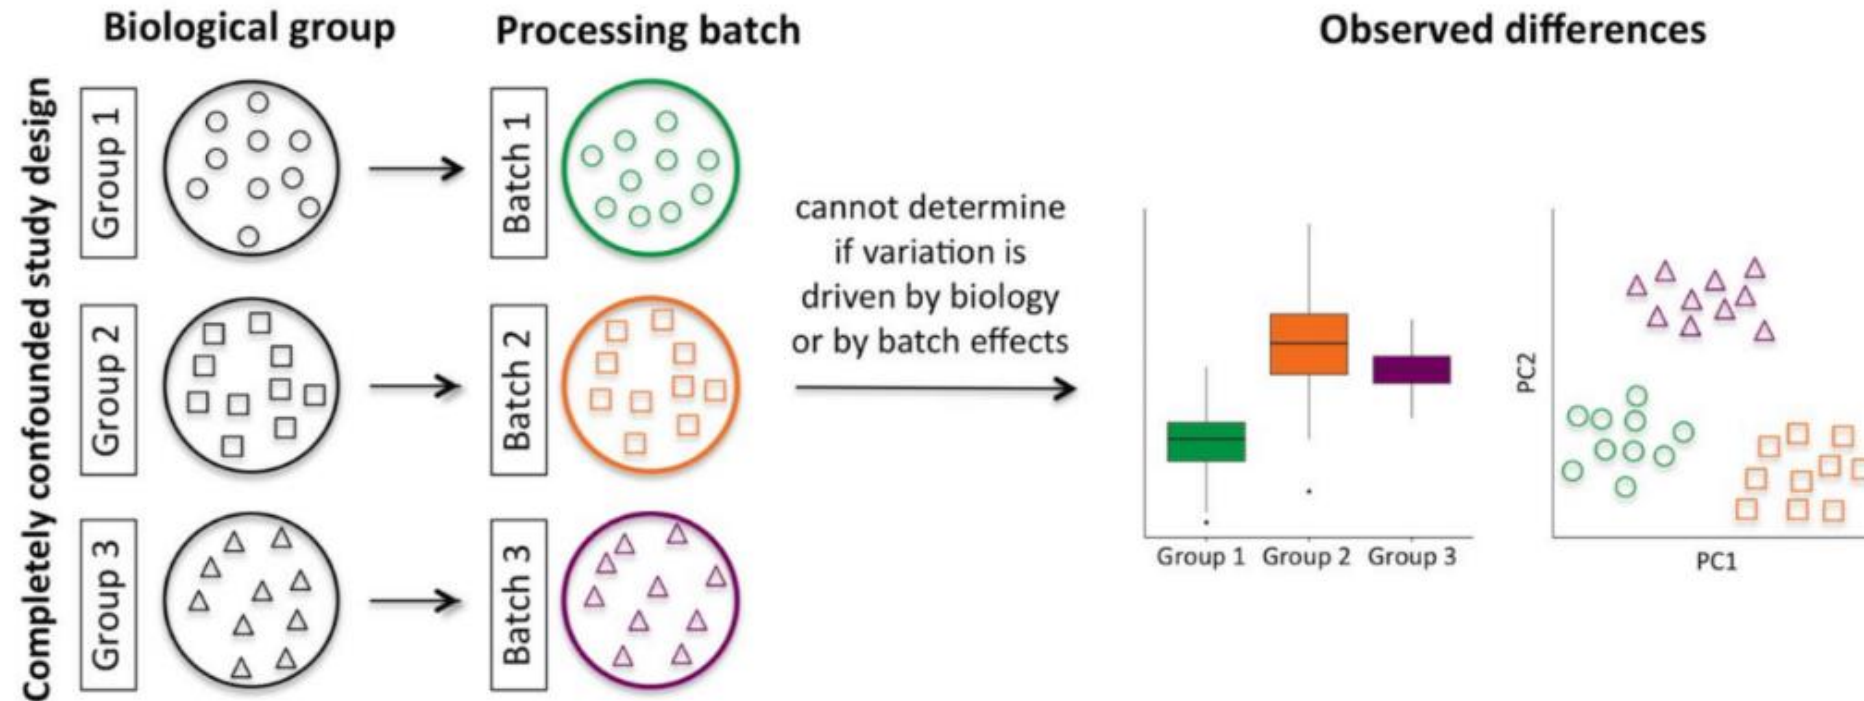 Biological group
Processing batch
Observed differences
Completely confounded study design
Group 1
Batch 1
Group 2
Batch 2
Group 3
Batch 3
cannot determine
if variation is
driven by biology
or by batch effects
Group 1 Group 2 Group 3
PC2
PC1